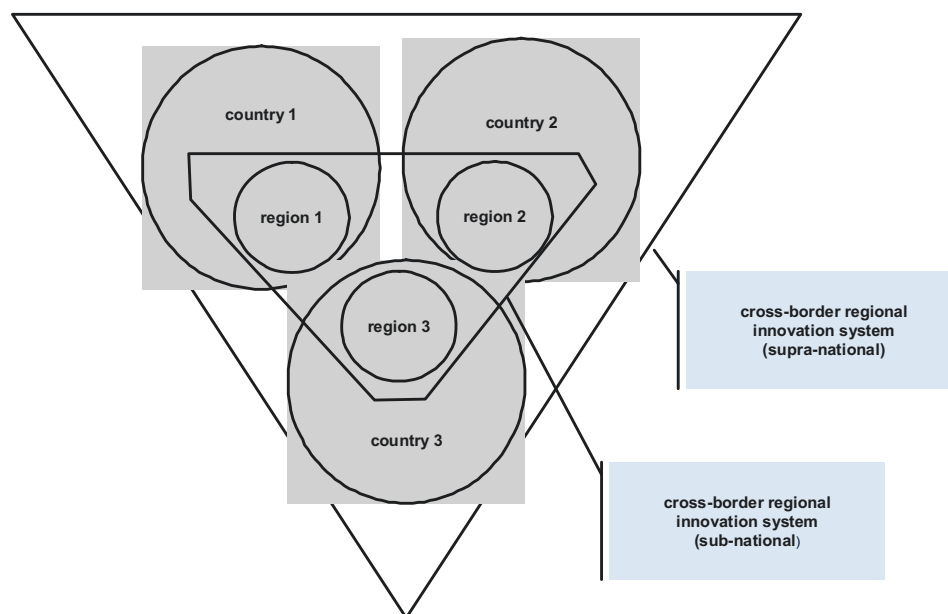 country 1
country 2
region 1
region 2
region 3
country 3
cross-border regional
innovation system
(supra-national)
cross-border regional
innovation system
(sub-national)